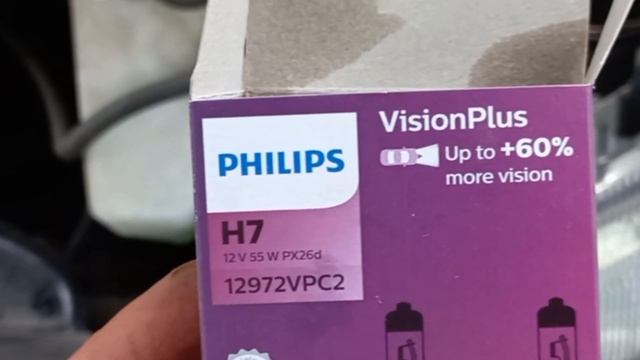 PHILIPS
VisionPlus
Up to +60%
more vision
H7
12 V 55 W PX26d
12972VPC2